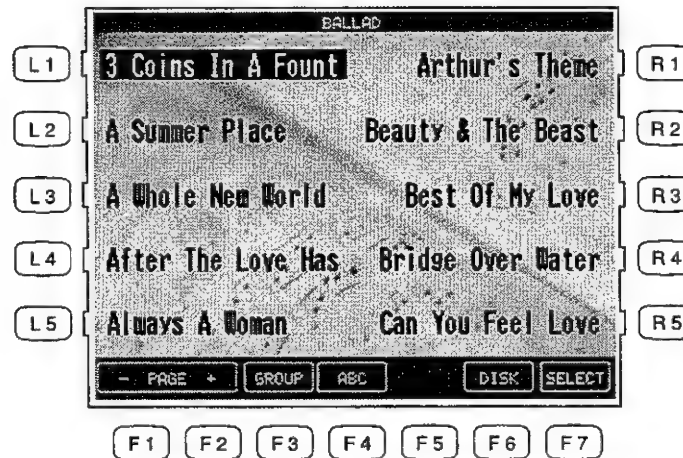 BALLAD
L1 3 Coins In A Fount Arthur's Theme R1
L2 A Summer Place Beauty & The Beast R2
L3 A Whole New World Best Of My Love R3
L4 After The Love Has Bridge Over Water R4
L5 Always A Woman Can You Feel Love R5
- PAGE + GROUP ABC DISK SELECT
F1 F2 F3 F4 F5 F6 F7